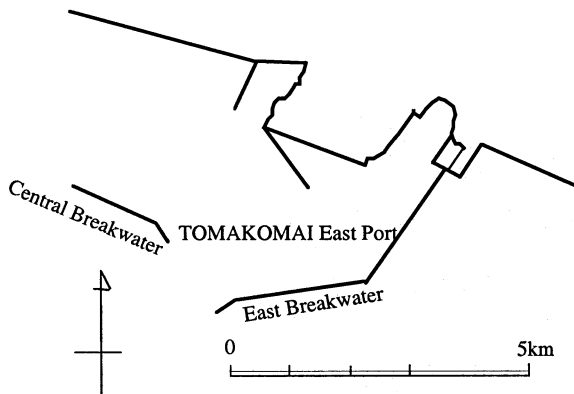 Central Breakwater
TOMAKOMAI East Port
East Breakwater
0
5km